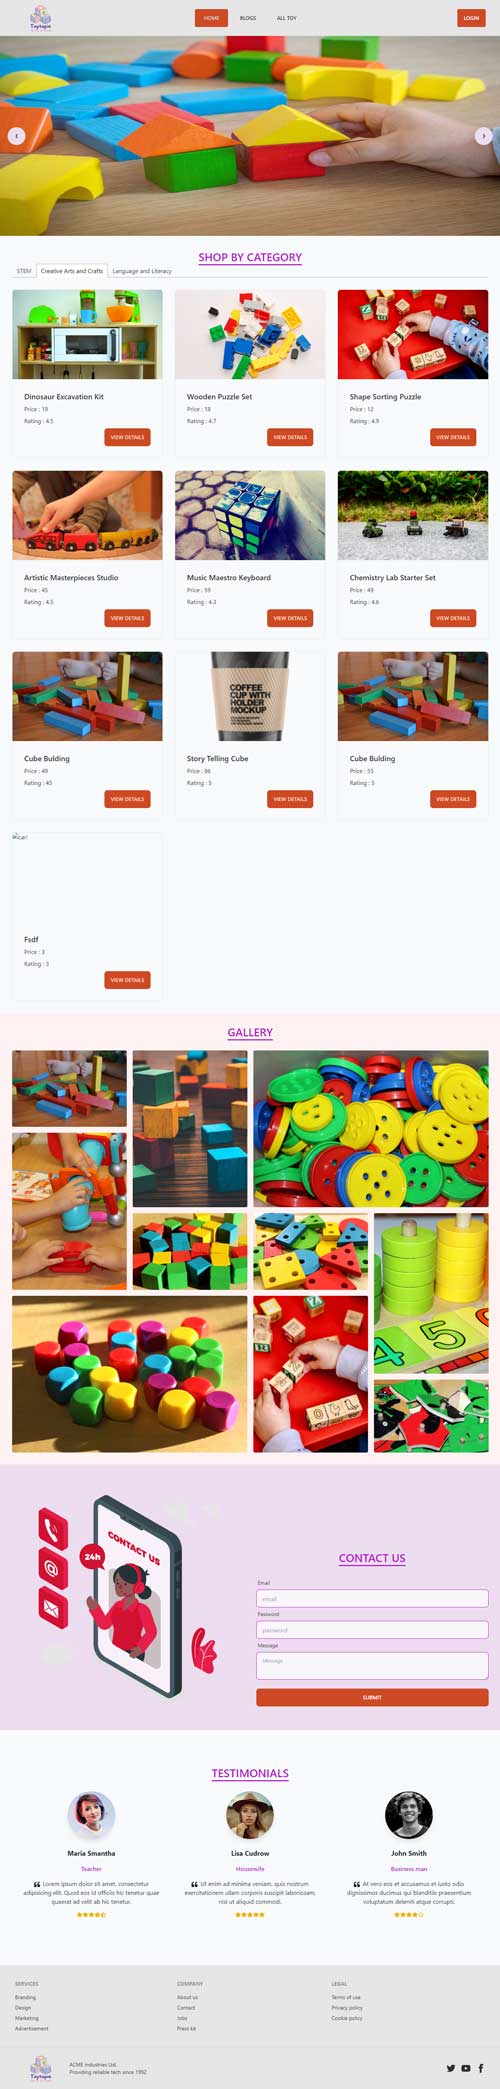 Toytopia
HOME
BLOGS
ALL TOY
LOGIN
SHOP BY CATEGORY
STEM
Creative Arts and Crafts
Language and Literacy
Dinosaur Excavation Kit
Price : 19
Rating : 4.5
VIEW DETAILS
Wooden Puzzle Set
Price : 18
Rating : 4.7
VIEW DETAILS
Shape Sorting Puzzle
Price : 12
Rating : 4.9
VIEW DETAILS
Artistic Masterpieces Studio
Price : 45
Rating : 4.5
VIEW DETAILS
Music Maestro Keyboard
Price : 59
Rating : 4.3
VIEW DETAILS
Chemistry Lab Starter Set
Price : 49
Rating : 4.6
VIEW DETAILS
Cube Bulding
Price : 49
Rating : 45
VIEW DETAILS
COFFEE
CUP WITH
HOLDER
MOCKUP
Story Telling Cube
Price : 86
Rating : 5
VIEW DETAILS
Cube Bulding
Price : 55
Rating : 5
VIEW DETAILS
car!
Fsdf
Price : 3
Rating : 3
VIEW DETAILS
GALLERY
4 5
CONTACT US
24h
CONTACT US
Email
email
Password
password
Message
Message
SUBMIT
TESTIMONIALS
Maria Smantha
Teacher
Lorem ipsum dolor sit amet, consectetur
adipisicing elit. Quod eos id officiis hic tenetur quae
quaerat ad velit ab hic tenetur.
Lisa Cudrow
Housewife
Ut enim ad minima veniam, quis nostrum
exercitationem ullam corporis suscipit laboriosam,
nisi ut aliquid commodi.
John Smith
Business man
At vero eos et accusamus et iusto odio
dignissimos ducimus qui blanditiis praesentium
voluptatum deleniti atque corrupti.
SERVICES
Branding
Design
Marketing
Advertisement
COMPANY
About us
Contact
Jobs
Press kit
LEGAL
Terms of use
Privacy policy
Cookie policy
Toytopia
ACME Industries Ltd.
Providing reliable tech since 1992